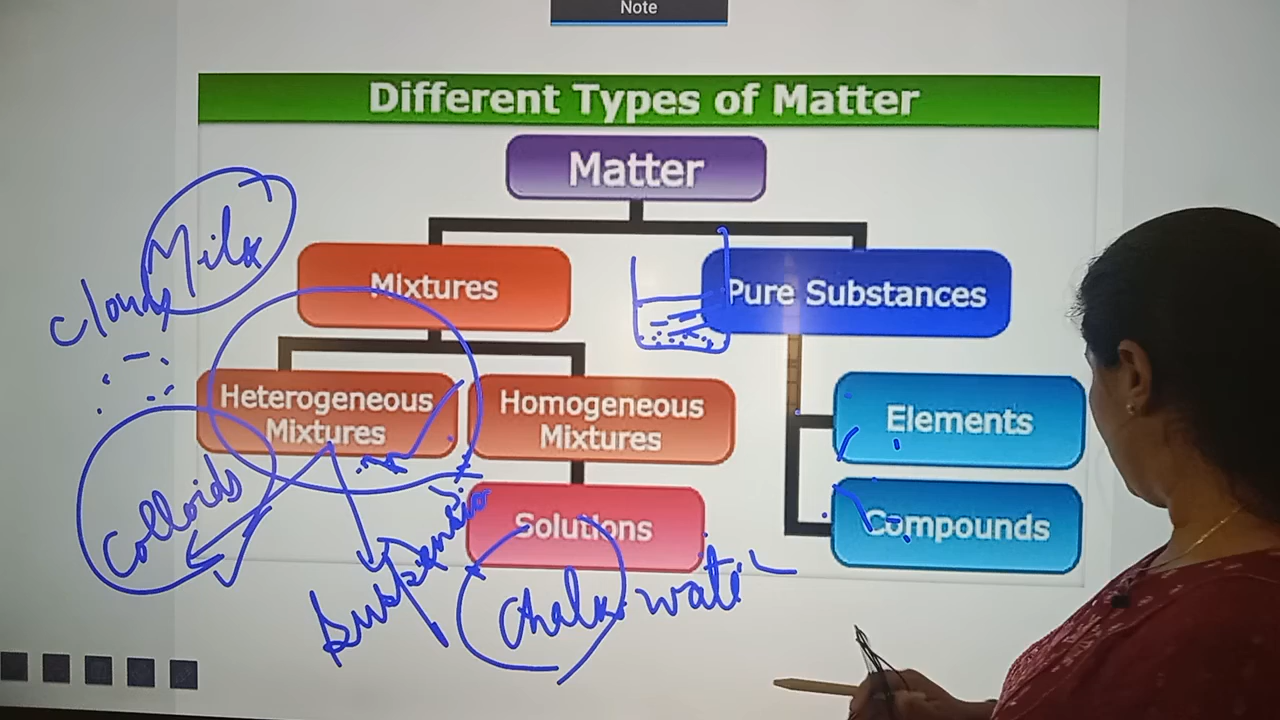 Note
Different Types of Matter
Matter
Milk
Mixtures
Pure Substances
Heterogeneous
Mixtures
Homogeneous
Mixtures
Elements
Colloids
Solutions
Compounds
Suspension
Chalk water